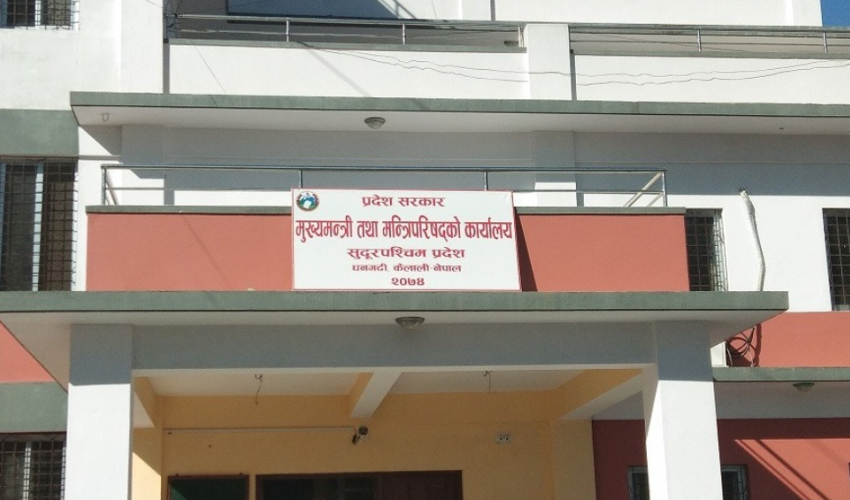 प्रदेश सरकार
मुख्यमन्त्री तथा मन्त्रिपरिषद्को कार्यालय
सुदूरपश्चिम प्रदेश
धनगढी, कैलाली-नेपाल
२०७४